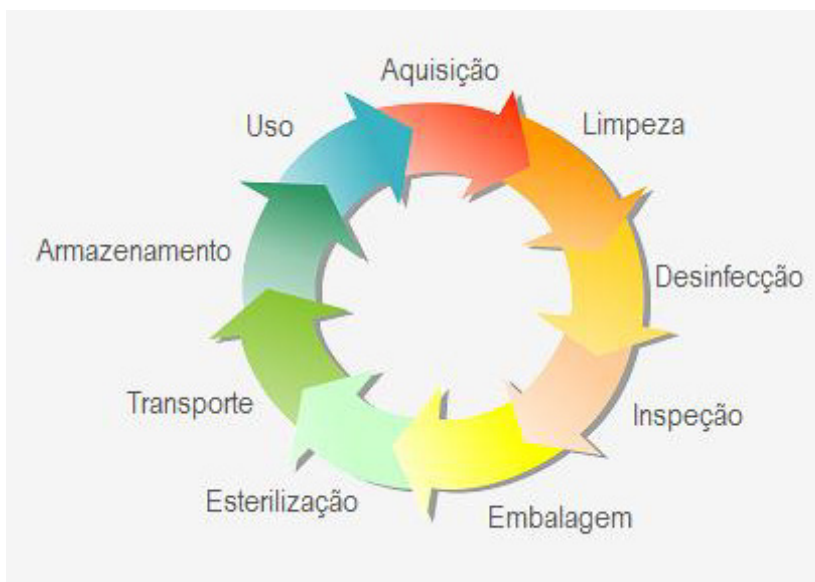 Aquisição
Limpeza
Desinfecção
Inspeção
Embalagem
Esterilização
Transporte
Armazenamento
Uso